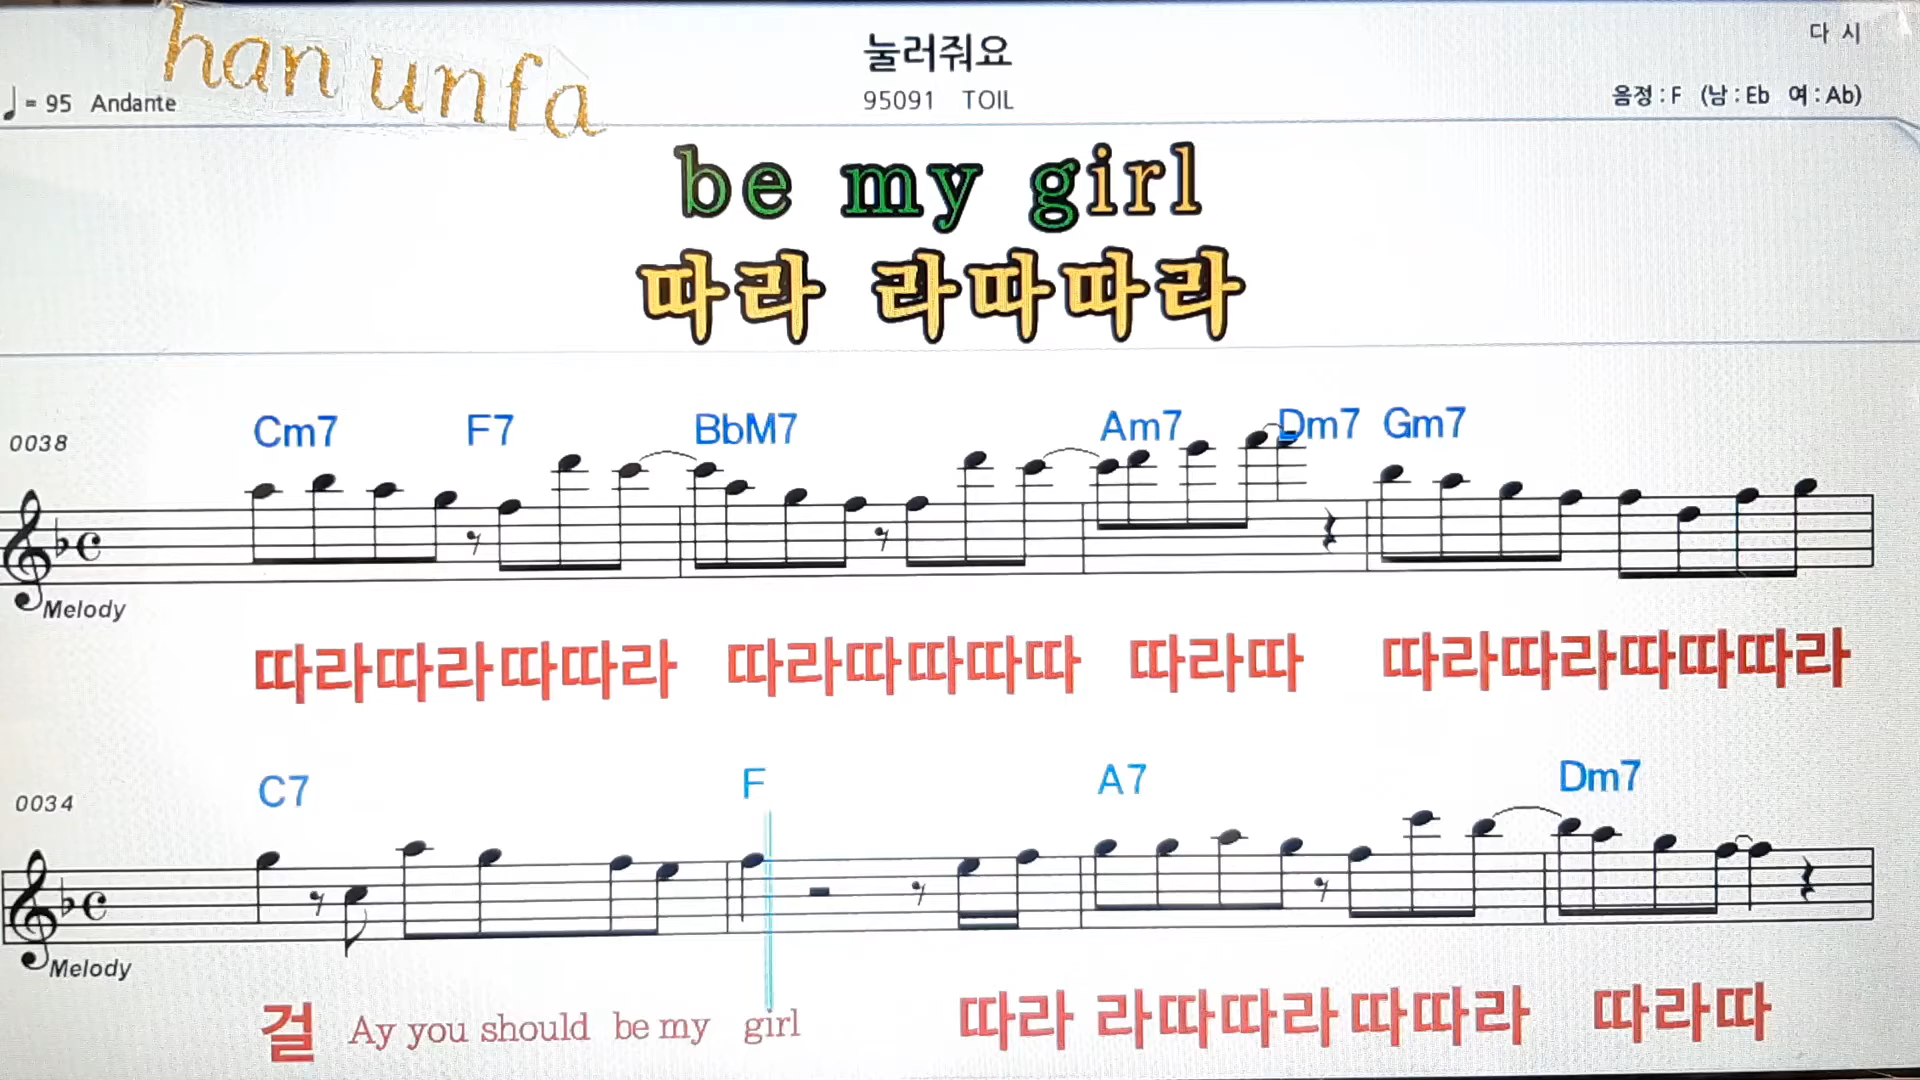 han unfa
눌러줘요
다 시
♩= 95 Andante
95091 TOIL
음정 : F (남 : Eb 여 : Ab)
be my girl
따라 라따따라
0038
Cm7 F7 BbM7 Am7 Dm7 Gm7
Melody
따라따라따따라 따라따따따따 따라따 따라따라따따따라
0034
C7 F A7 Dm7
Melody
걸 Ay you should be my girl 따라 라따따라 따따라 따라따